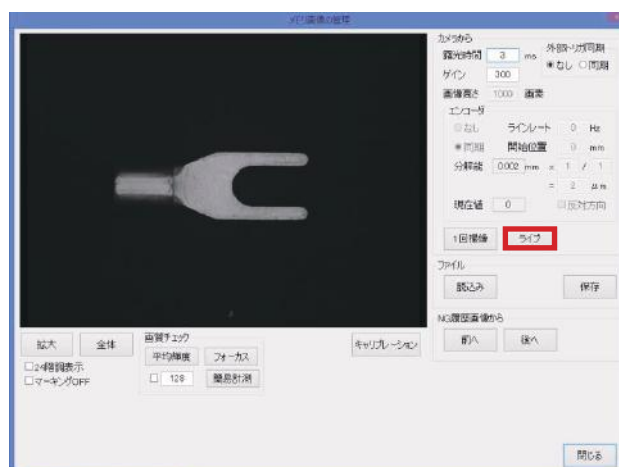 メモリ画像の管理
カメラから
露光時間 3 ms
外部トリガ同期
なし 同期
ゲイン 300
画像高さ 1000 画素
エンコーダ
なし ラインレート 0 Hz
同期 開始位置 0 mm
分解能 0.002 mm × 1 / 1
= 2 μm
現在値 0 反対方向
1回撮像 ライブ
ファイル
読込み 保存
NG履歴画像から
前へ 後へ
拡大 全体
24階調表示
マーキングOFF
画質チェック
平均輝度 フォーカス
128 簡易計測
キャリブレーション
閉じる